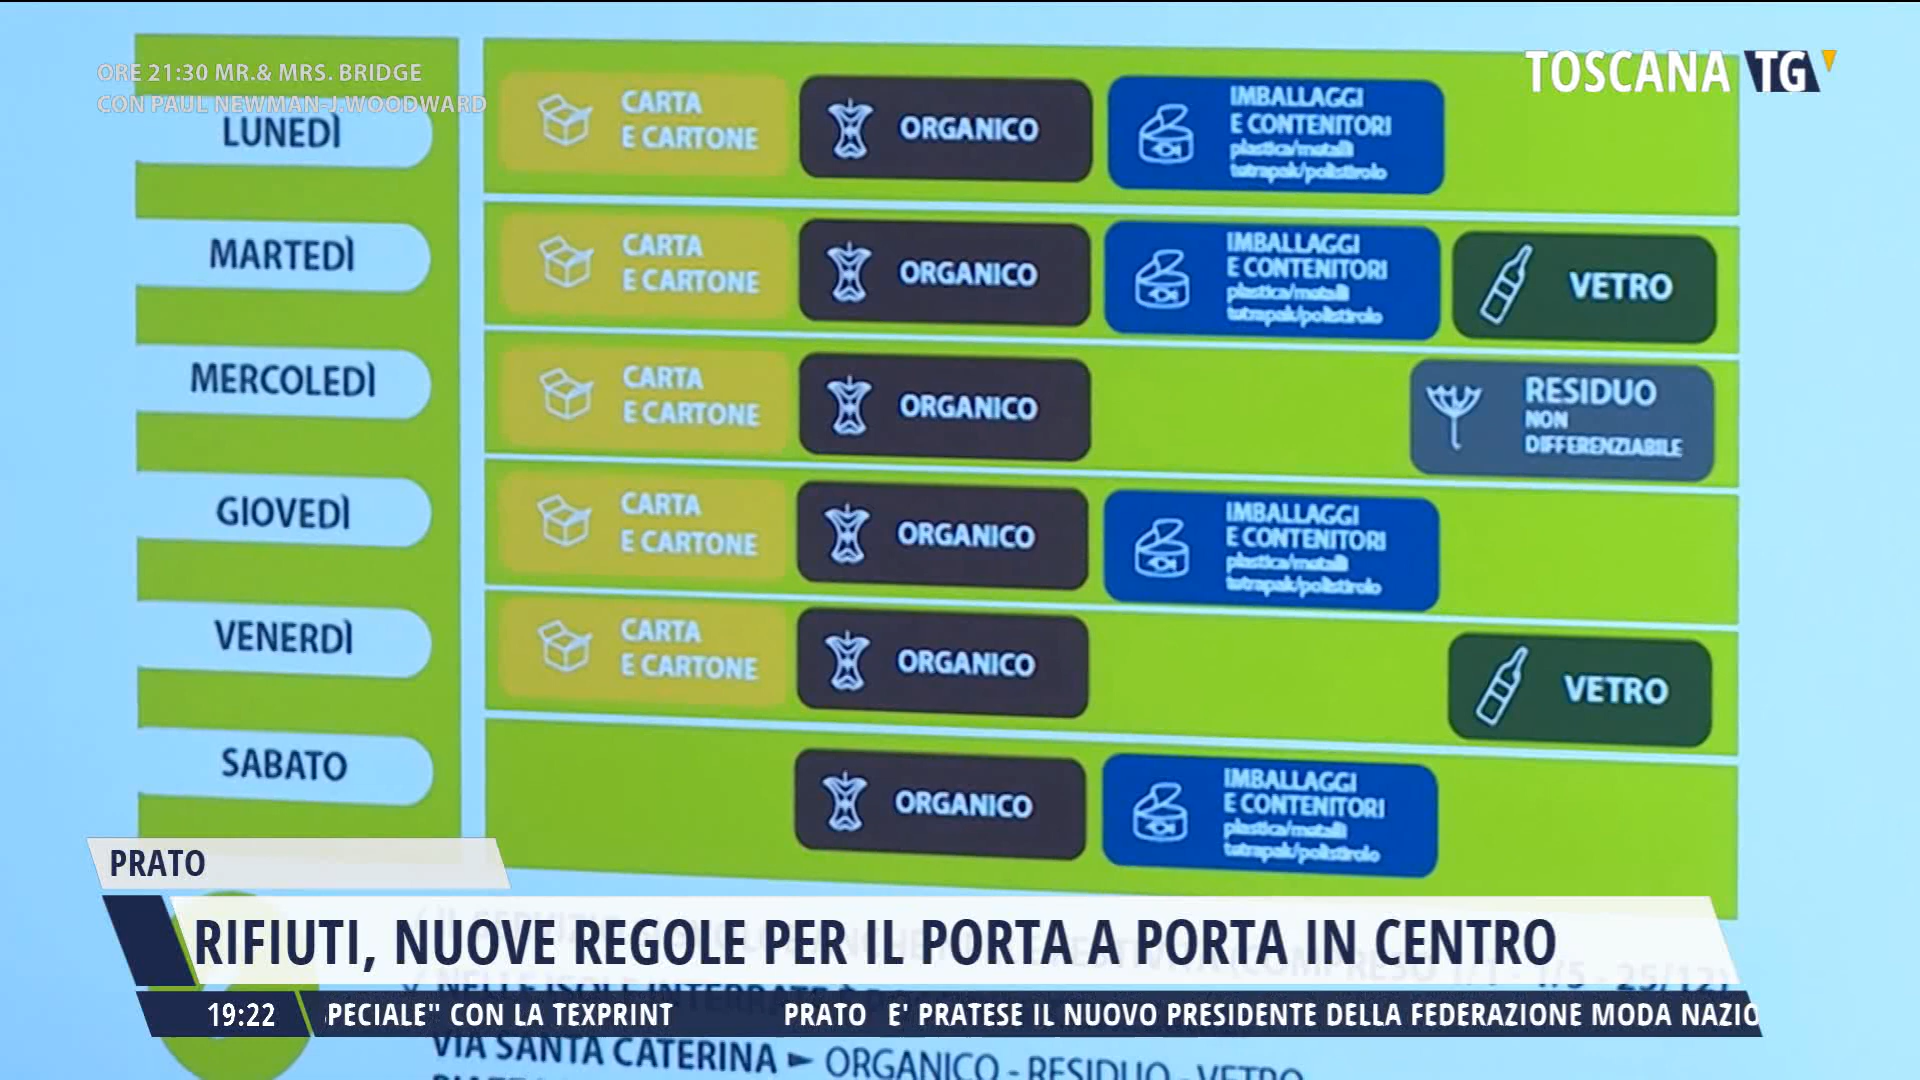 ORE 21:30 MR.& MRS. BRIDGE
CON PAUL NEWMAN-J.WOODWARD
TOSCANA TG
LUNEDÌ
CARTA
E CARTONE
ORGANICO
IMBALLAGGI
E CONTENITORI
plastica/metalli
tetrapak/polistirolo
MARTEDÌ
CARTA
E CARTONE
ORGANICO
IMBALLAGGI
E CONTENITORI
plastica/metalli
tetrapak/polistirolo
VETRO
MERCOLEDÌ
CARTA
E CARTONE
ORGANICO
RESIDUO
NON
DIFFERENZIABILE
GIOVEDÌ
CARTA
E CARTONE
ORGANICO
IMBALLAGGI
E CONTENITORI
plastica/metalli
tetrapak/polistirolo
VENERDÌ
CARTA
E CARTONE
ORGANICO
VETRO
SABATO
ORGANICO
IMBALLAGGI
E CONTENITORI
plastica/metalli
tetrapak/polistirolo
PRATO
RIFIUTI, NUOVE REGOLE PER IL PORTA A PORTA IN CENTRO
NELLE ISOLE INTERRATE
19:22 PECIALE" CON LA TEXPRINT PRATO E' PRATESE IL NUOVO PRESIDENTE DELLA FEDERAZIONE MODA NAZIO
VIA SANTA CATERINA ► ORGANICO - RESIDUO - VETRO